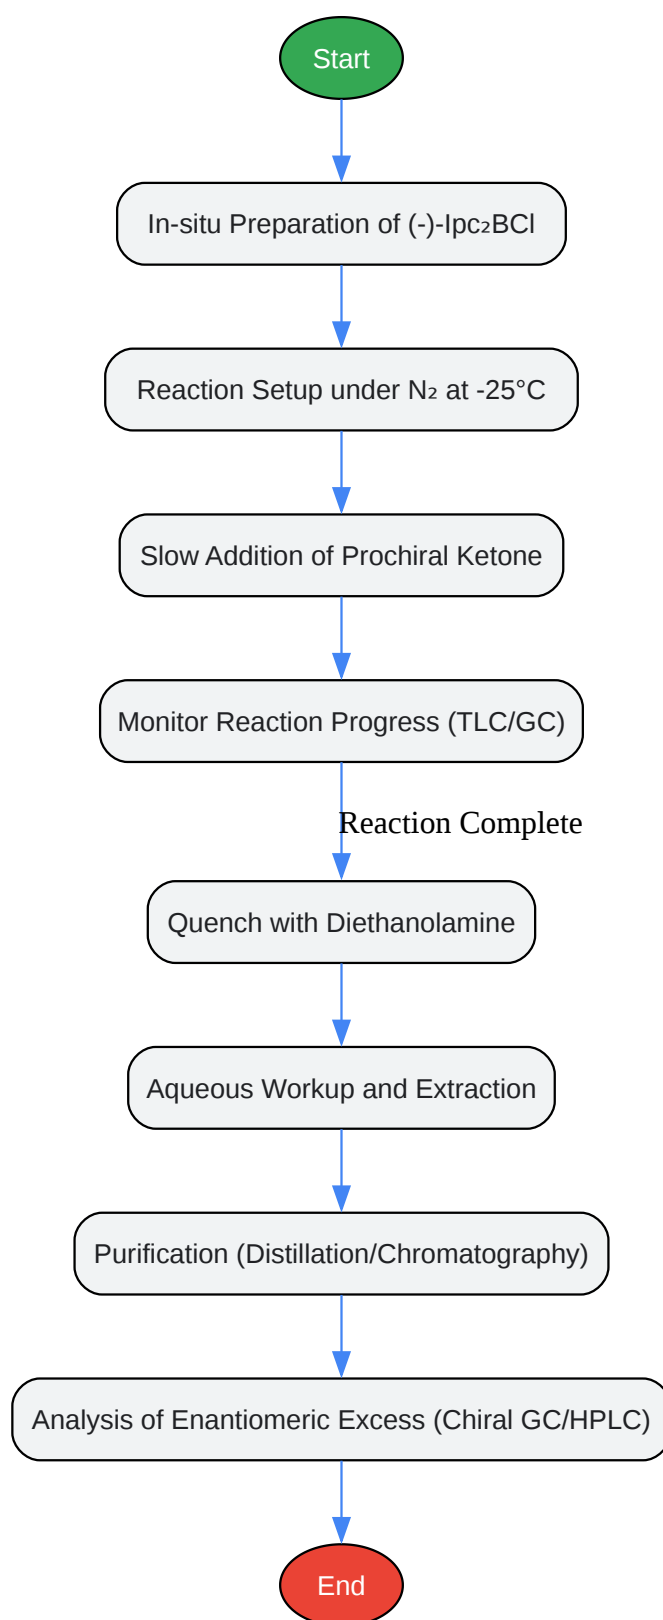 Start
In-situ Preparation of (-)-Ipc₂BCl
Reaction Setup under N₂ at -25°C
Slow Addition of Prochiral Ketone
Monitor Reaction Progress (TLC/GC)
Reaction Complete
Quench with Diethanolamine
Aqueous Workup and Extraction
Purification (Distillation/Chromatography)
Analysis of Enantiomeric Excess (Chiral GC/HPLC)
End